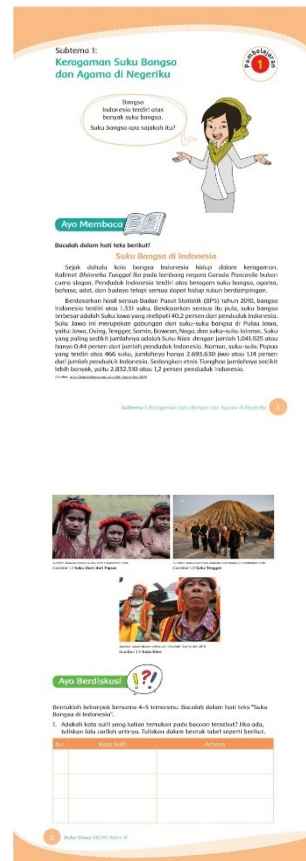 Subtema 1:
Keragaman Suku Bangsa
dan Agama di Negeriku
Pembelajaran
1
Bangsa
Indonesia terdiri atas
banyak suku bangsa.
Suku bangsa apa sajakah itu?
Ayo Membaca
Bacalah dalam hati teks berikut!
Suku Bangsa di Indonesia
Sejak dahulu kala bangsa Indonesia hidup dalam keragaman.
Kalimat Bhinneka Tunggal Ika pada lambang negara Garuda Pancasila bukan
cuma slogan. Penduduk Indonesia terdiri atas beragam suku bangsa, agama,
bahasa, adat, dan budaya tetapi semua dapat hidup rukun berdampingan.
Berdasarkan hasil sensus Badan Pusat Statistik (BPS) tahun 2010, bangsa
Indonesia terdiri atas 1.331 suku. Berdasarkan sensus itu pula, suku bangsa
terbesar adalah Suku Jawa yang meliputi 40,2 persen dari penduduk Indonesia.
Suku Jawa ini merupakan gabungan dari suku-suku bangsa di Pulau Jawa,
yaitu: Jawa, Osing, Tengger, Samin, Bawean, Naga, dan suku-suku lainnya. Suku
yang paling sedikit jumlahnya adalah Suku Nias dengan jumlah 1.041.925 atau
hanya 0,44 persen dari jumlah penduduk Indonesia. Namun, suku-suku Papua
yang terdiri atas 466 suku, jumlahnya hanya 2.693.630 jiwa atau 1,14 persen
dari jumlah penduduk Indonesia. Sedangkan etnis Tionghoa jumlahnya sedikit
lebih banyak, yaitu 2.832.510 atau 1,2 persen penduduk Indonesia.
Subtema 1: Keragaman Suku Bangsa dan Agama di Negeriku
1
Gambar 1.1 Suku Dani dari Papua
Gambar 1.2 Suku Tengger
Gambar 1.3 Suku Nias
Ayo Berdiskusi
Bentuklah kelompok bersama 4–5 temanmu. Bacalah dalam hati teks "Suku
Bangsa di Indonesia".
1. Adakah kata sulit yang kalian temukan pada bacaan tersebut? Jika ada,
tuliskan lalu carilah artinya. Tuliskan dalam bentuk tabel seperti berikut.
No. Kata Sulit Artinya
2 Buku Siswa SD/MI Kelas IV